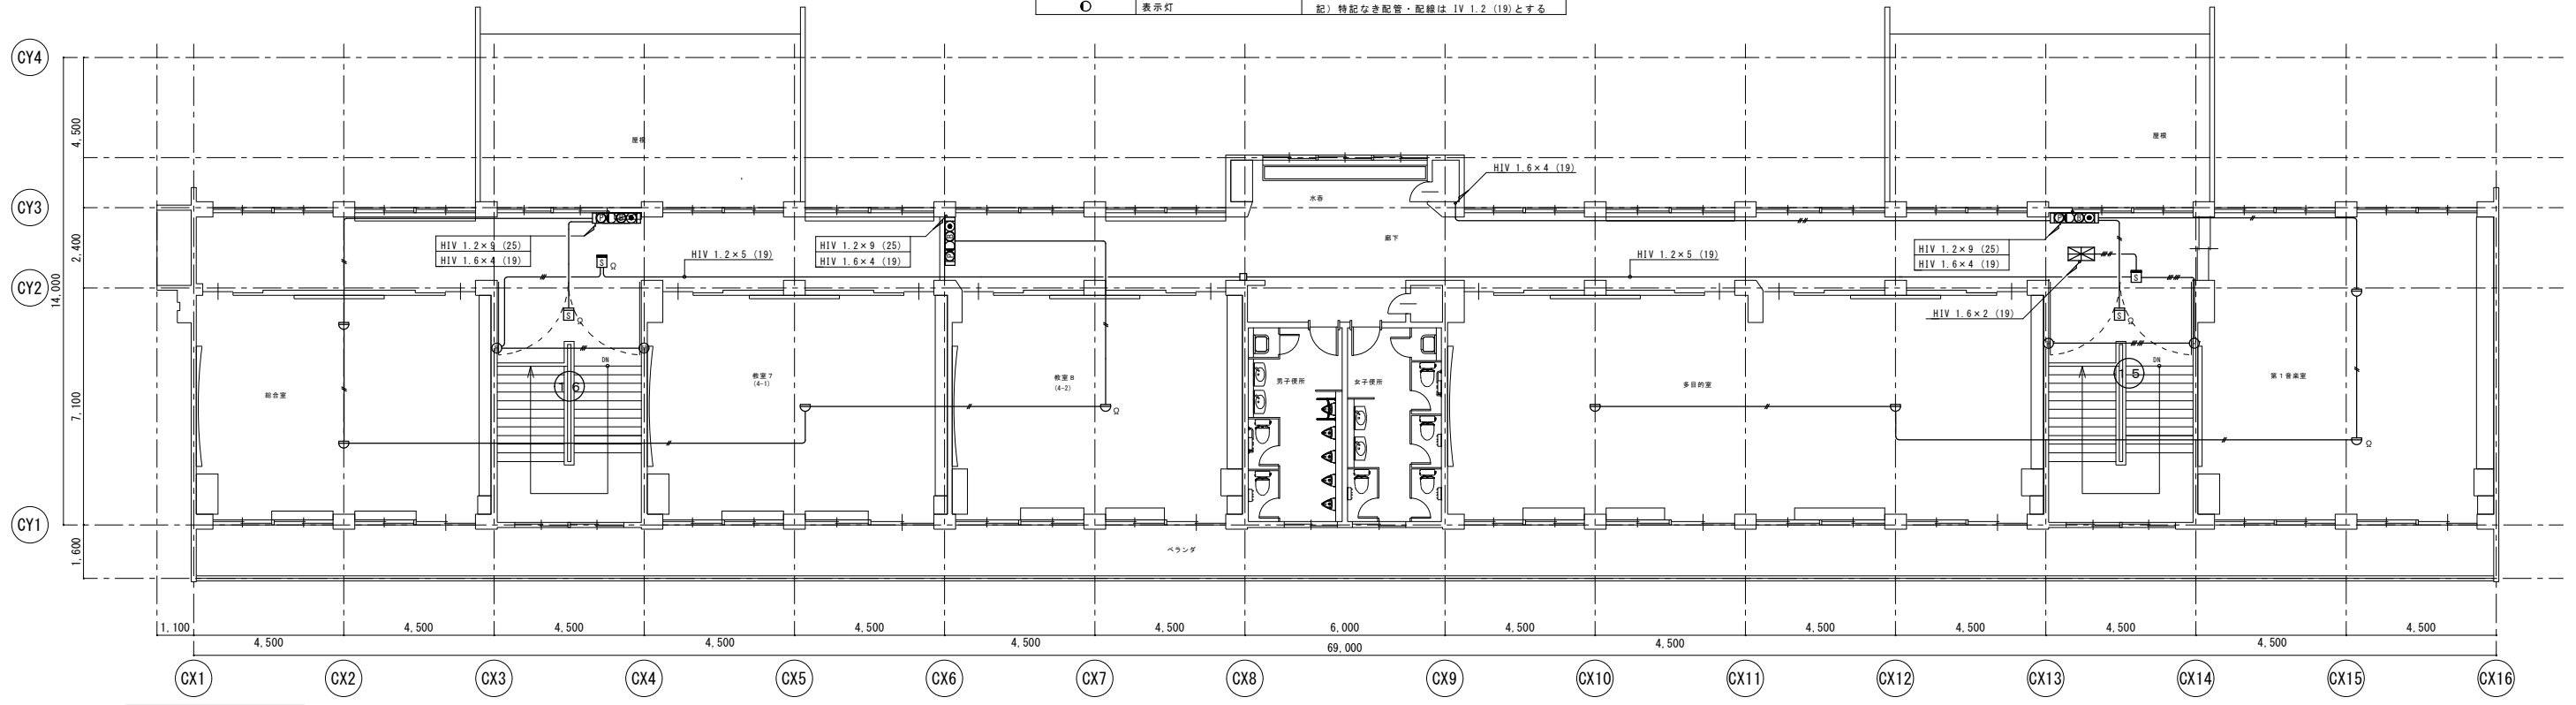 表示灯
記) 特記なき配管・配線は IV 1.2 (19)とする
CY4
4,500
屋根
屋根
HIV 1.6×4 (19)
CY3
水呑
2,400
廊下
HIV 1.2×9 (25)
HIV 1.6×4 (19)
HIV 1.2×5 (19)
HIV 1.2×9 (25)
HIV 1.6×4 (19)
HIV 1.2×5 (19)
HIV 1.2×9 (25)
HIV 1.6×4 (19)
S
S
CY2
14,000
S
S
HIV 1.6×2 (19)
DN
DN
16
15
教室7
(4-1)
教室8
(4-2)
男子便所
女子便所
多目的室
第1音楽室
総合室
7,100
CY1
ベランダ
1,600
1,100
4,500
4,500
4,500
4,500
6,000
4,500
4,500
4,500
4,500
4,500
4,500
4,500
4,500
69,000
4,500
4,500
CX1
CX2
CX3
CX4
CX5
CX6
CX7
CX8
CX9
CX10
CX11
CX12
CX13
CX14
CX15
CX16